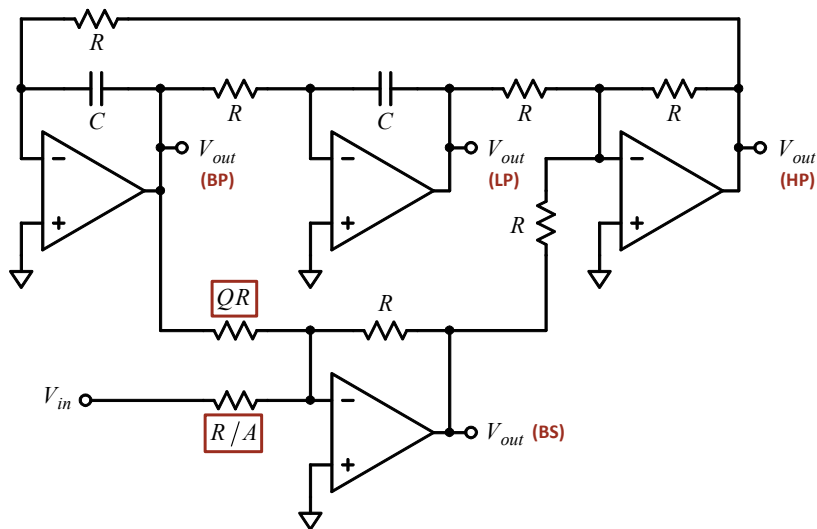 R
C
R
C
R
R
V_out
(BP)
V_out
(LP)
V_out
(HP)
R
QR
R
V_in
R / A
V_out (BS)